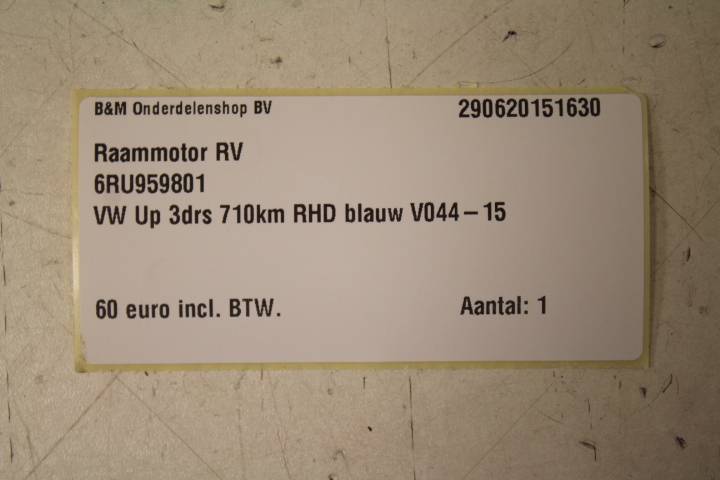 B&M Onderdelenshop BV 290620151630
Raammotor RV
6RU959801
VW Up 3drs 710km RHD blauw V044-15
60 euro incl. BTW. Aantal: 1